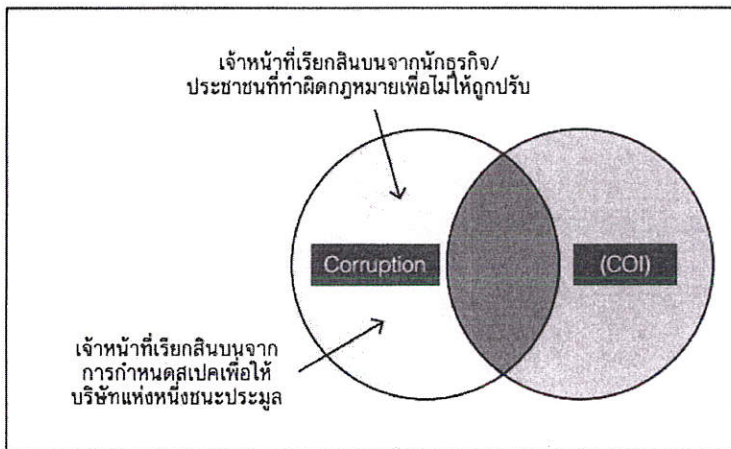 เจ้าหน้าที่เรียกสินบนจากนักธุรกิจ/
ประชาชนที่ทำผิดกฎหมายเพื่อไม่ให้ถูกปรับ
Corruption
(COI)
เจ้าหน้าที่เรียกสินบนจาก
การกำหนดสเปคเพื่อให้
บริษัทแห่งหนึ่งชนะประมูล